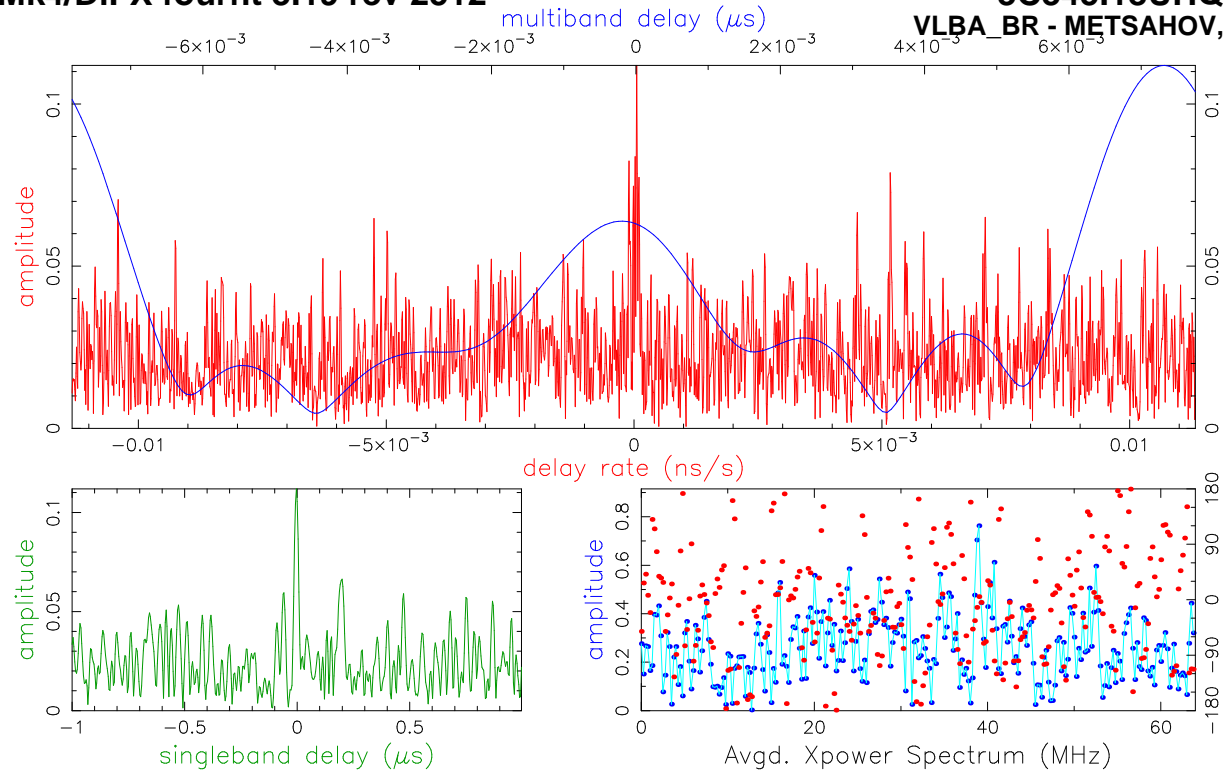 multiband delay (μs)
VLBA_BR - METSAHOV,
−6×10⁻³ −4×10⁻³ −2×10⁻³ 0 2×10⁻³ 4×10⁻³ 6×10⁻³
amplitude
0 0.05 0.1
0 0.05 0.1
−0.01 −5×10⁻³ 0 5×10⁻³ 0.01
delay rate (ns/s)
amplitude
0 0.05 0.1
−1 −0.5 0 0.5
singleband delay (μs)
amplitude
0 0.2 0.4 0.6 0.8
−180 −90 0 90 180
0 20 40 60
Avgd. Xpower Spectrum (MHz)